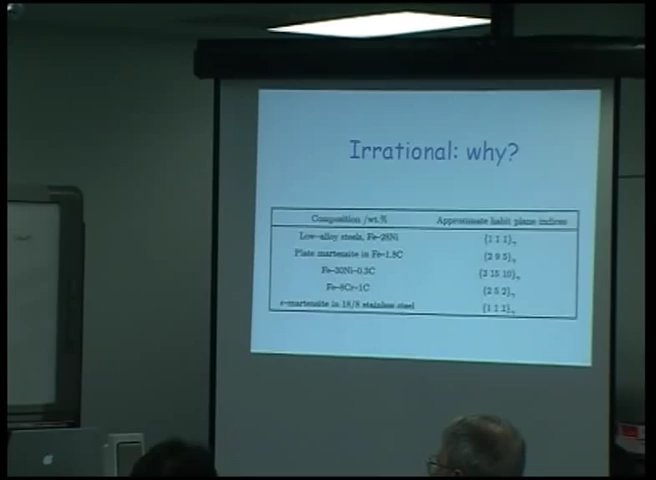 Irrational: why?
Composition /wt.% Approximate habit plane indices
Low-alloy steels, Fe-28Ni {1 1 1}γ
Plate martensite in Fe-1.8C {2 9 5}γ
Fe-30Ni-0.3C {3 15 10}γ
Fe-8Cr-1C {2 5 2}γ
ε-martensite in 18/8 stainless steel {1 1 1}γ